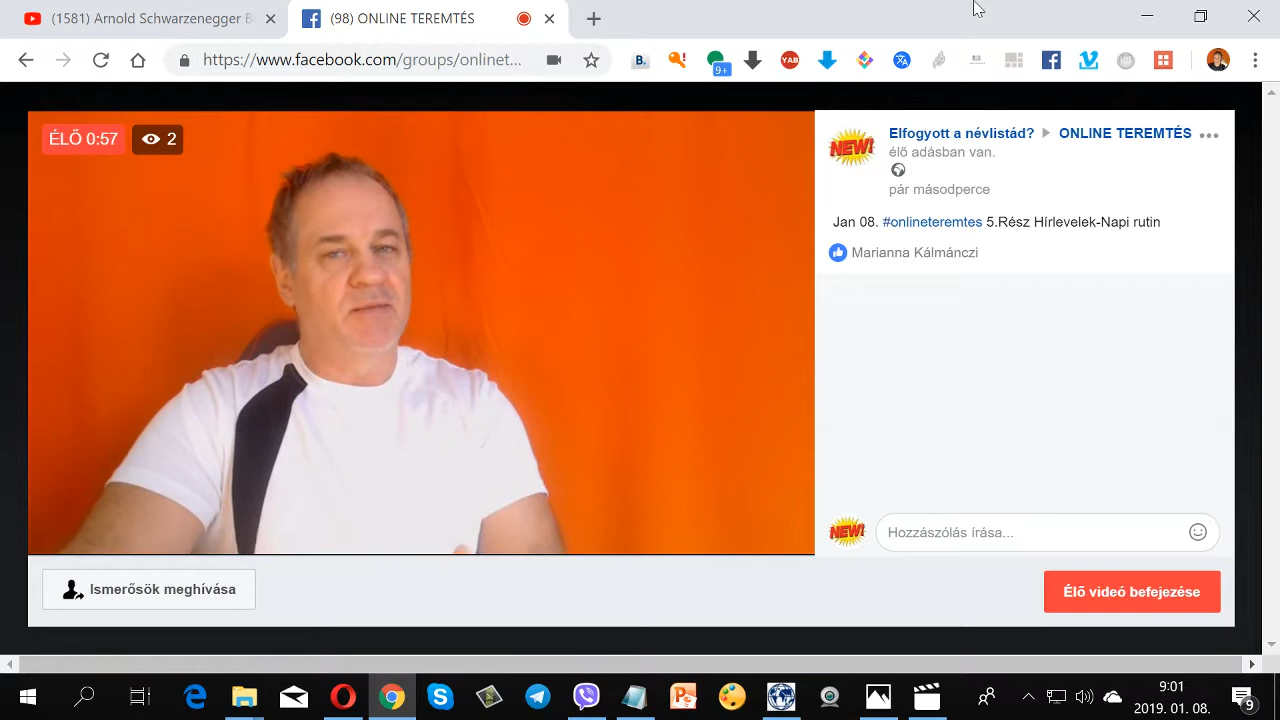 (1581) Arnold Schwarzenegger B
(98) ONLINE TEREMTÉS
https://www.facebook.com/groups/onlinet...
B.
9+
YAB
ÉLŐ 0:57
2
NEW!
Elfogyott a névlistád? ▶ ONLINE TEREMTÉS
élő adásban van.
pár másodperce
Jan 08. #onlineteremtes 5.Rész Hírlevelek-Napi rutin
Marianna Kálmánczi
NEW!
Hozzászólás írása...
Ismerősök meghívása
Élő videó befejezése
9:01
2019. 01. 08.
9